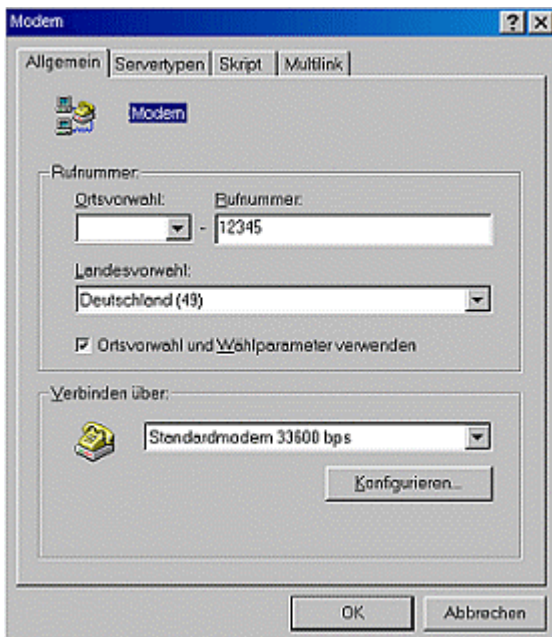 Modem
Allgemein Servertypen Skript Multilink
Modem
Rufnummer:
Ortsvorwahl: Rufnummer:
- 12345
Landesvorwahl:
Deutschland (49)
Ortsvorwahl und Wählparameter verwenden
Verbinden über:
Standardmodem 33600 bps
Konfigurieren...
OK Abbrechen